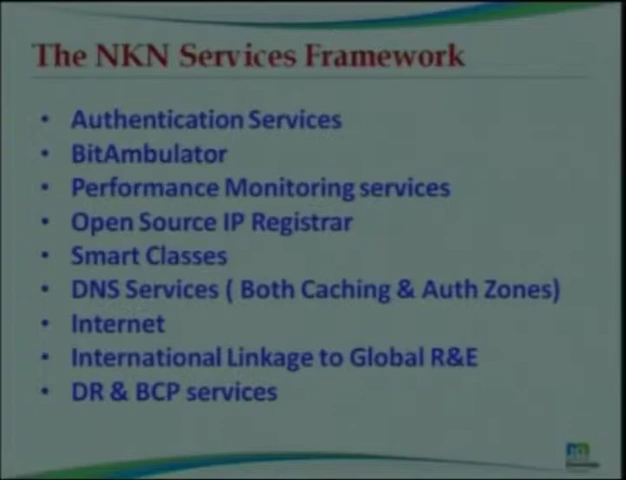 The NKN Services Framework
• Authentication Services
• BitAmbulator
• Performance Monitoring services
• Open Source IP Registrar
• Smart Classes
• DNS Services ( Both Caching & Auth Zones)
• Internet
• International Linkage to Global R&E
• DR & BCP services